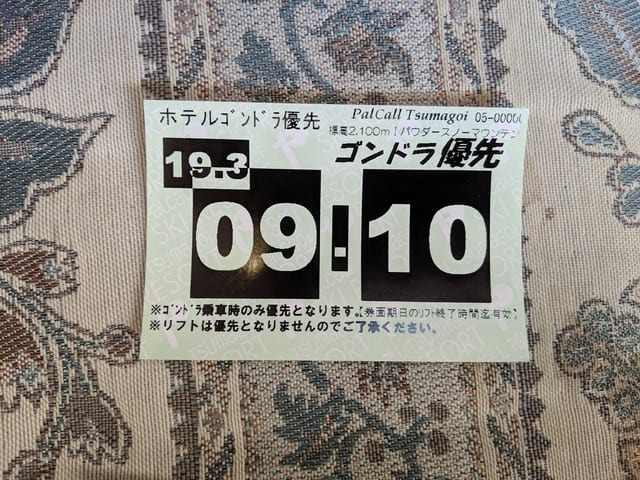 ホテルｺﾞﾝﾄﾞﾗ優先
PalCall Tsumagoi 05-00000
標高2,100m！パウダースノーマウンテン
ゴンドラ優先
19.3
09.10
※ｺﾞﾝﾄﾞﾗ乗車時のみ優先となります。【券面期日のﾘﾌﾄ終了時間迄有効】
※リフトは優先となりませんのでご了承ください。